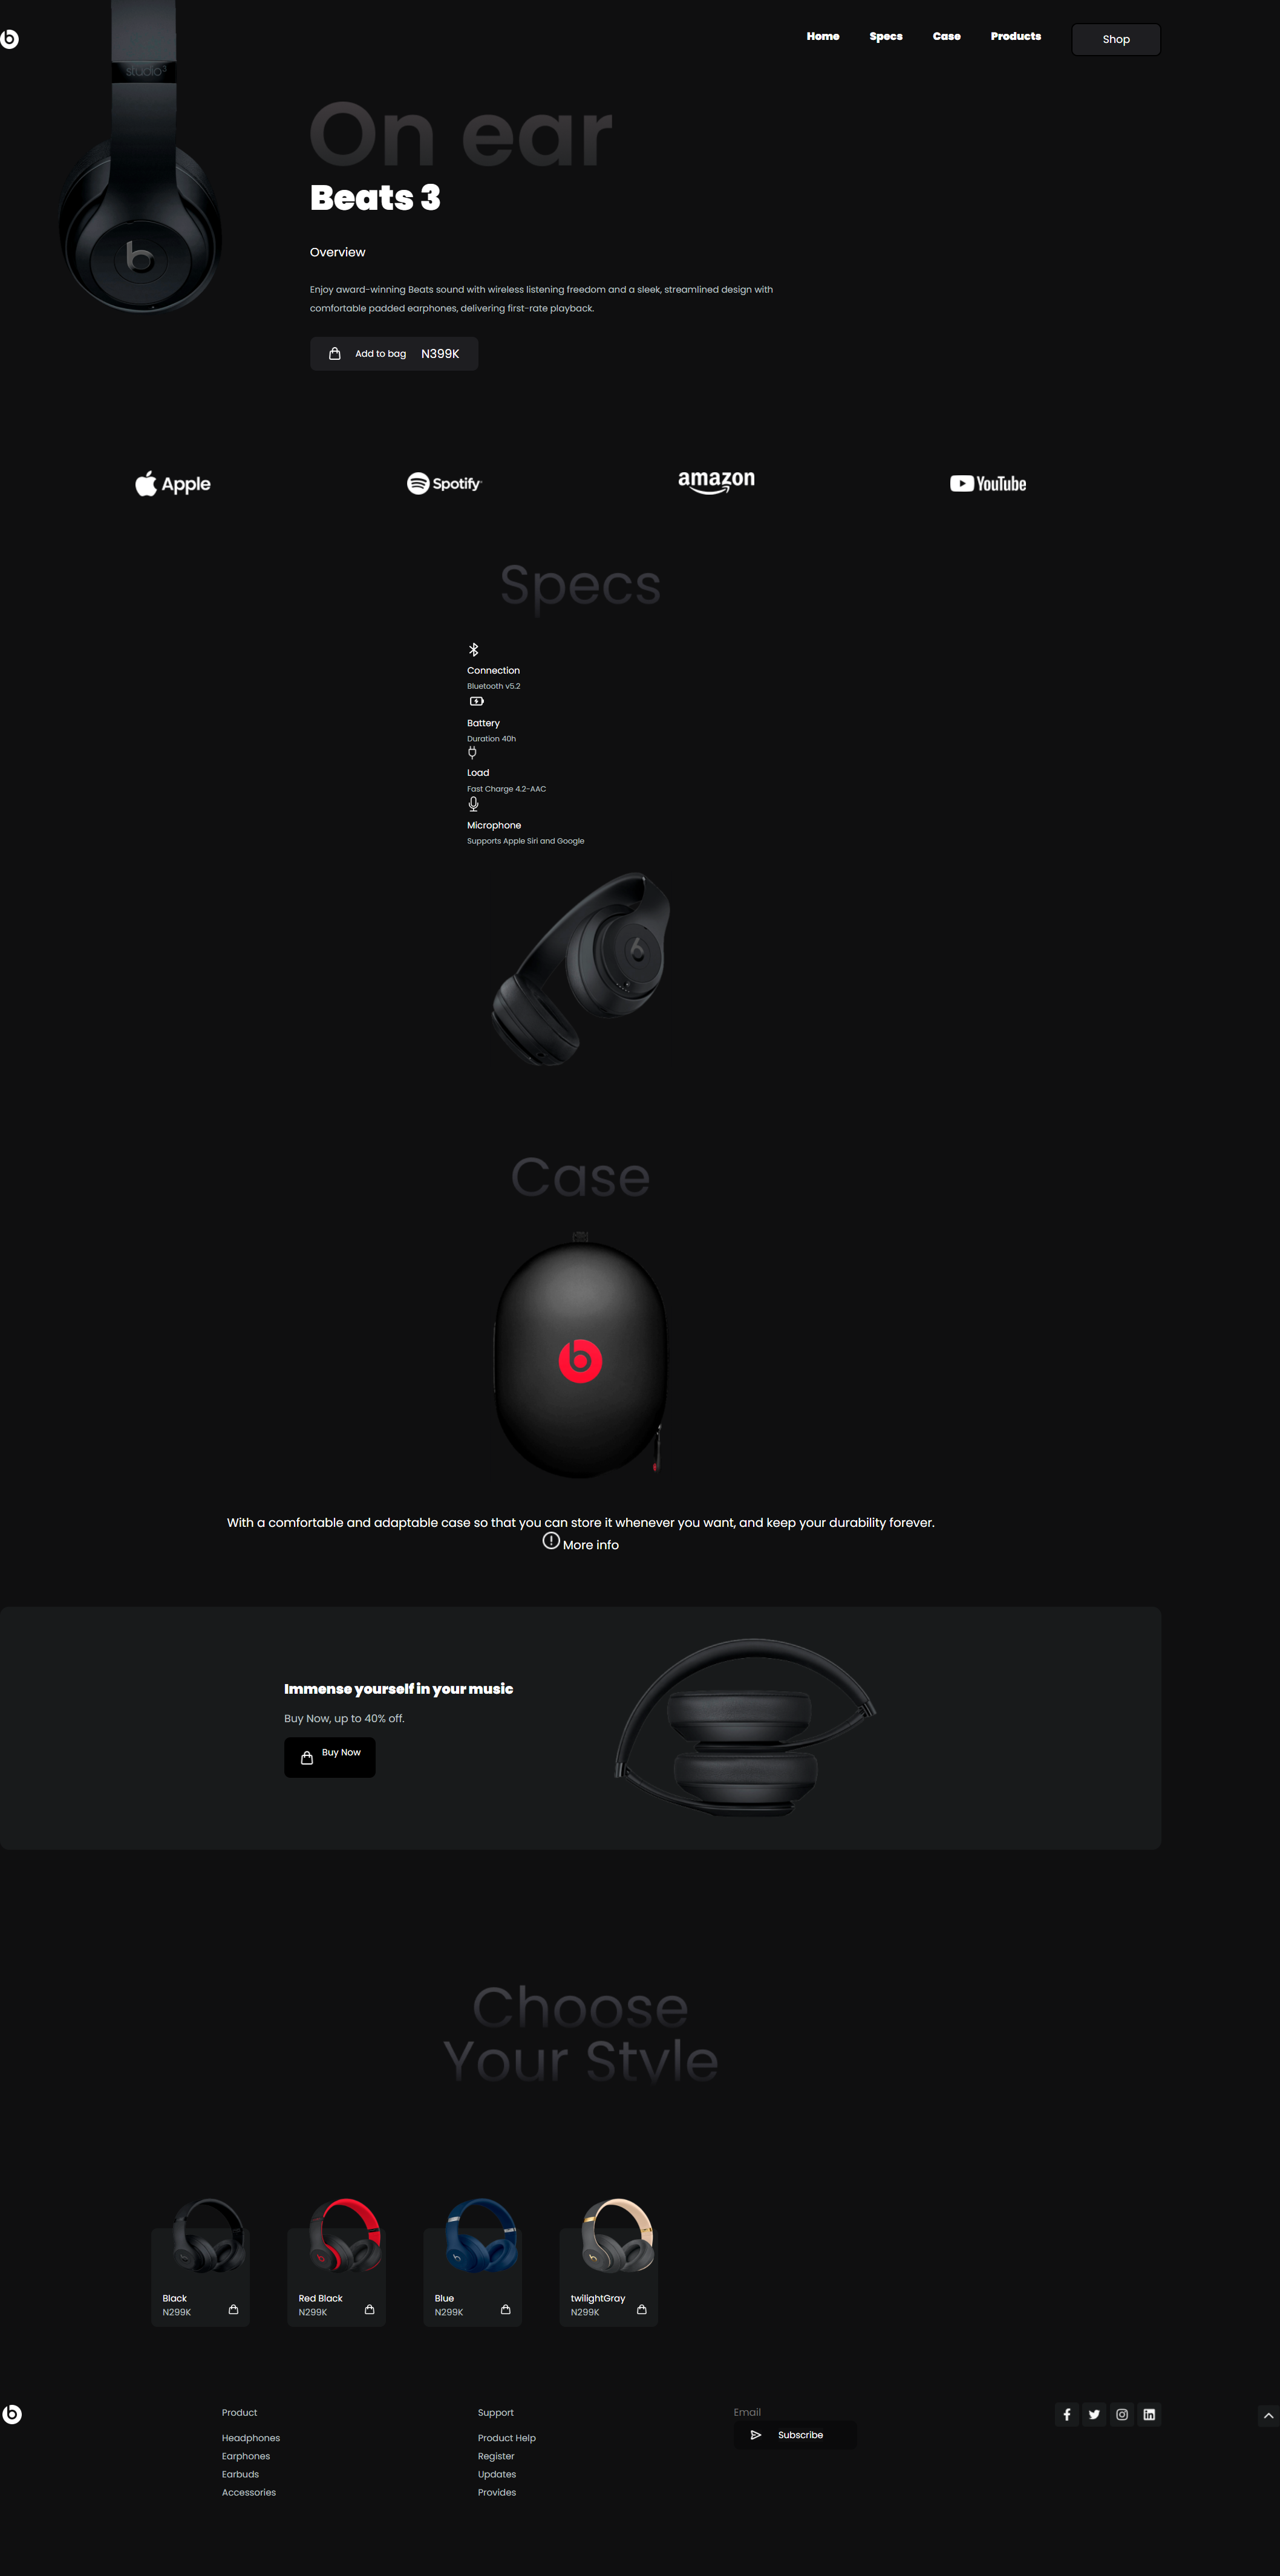 Home Specs Case Products Shop
studio3
On ear
Beats 3
Overview
Enjoy award-winning Beats sound with wireless listening freedom and a sleek, streamlined design with
comfortable padded earphones, delivering first-rate playback.
Add to bag N399K
Apple Spotify amazon YouTube
Specs
Connection
Bluetooth v5.2
Battery
Duration 40h
Load
Fast Charge 4.2-AAC
Microphone
Supports Apple Siri and Google
Case
With a comfortable and adaptable case so that you can store it whenever you want, and keep your durability forever.
More info
Immense yourself in your music
Buy Now, up to 40% off.
Buy Now
Choose
Your Style
Black
N299K
Red Black
N299K
Blue
N299K
twilightGray
N299K
Product
Headphones
Earphones
Earbuds
Accessories
Support
Product Help
Register
Updates
Provides
Email
Subscribe